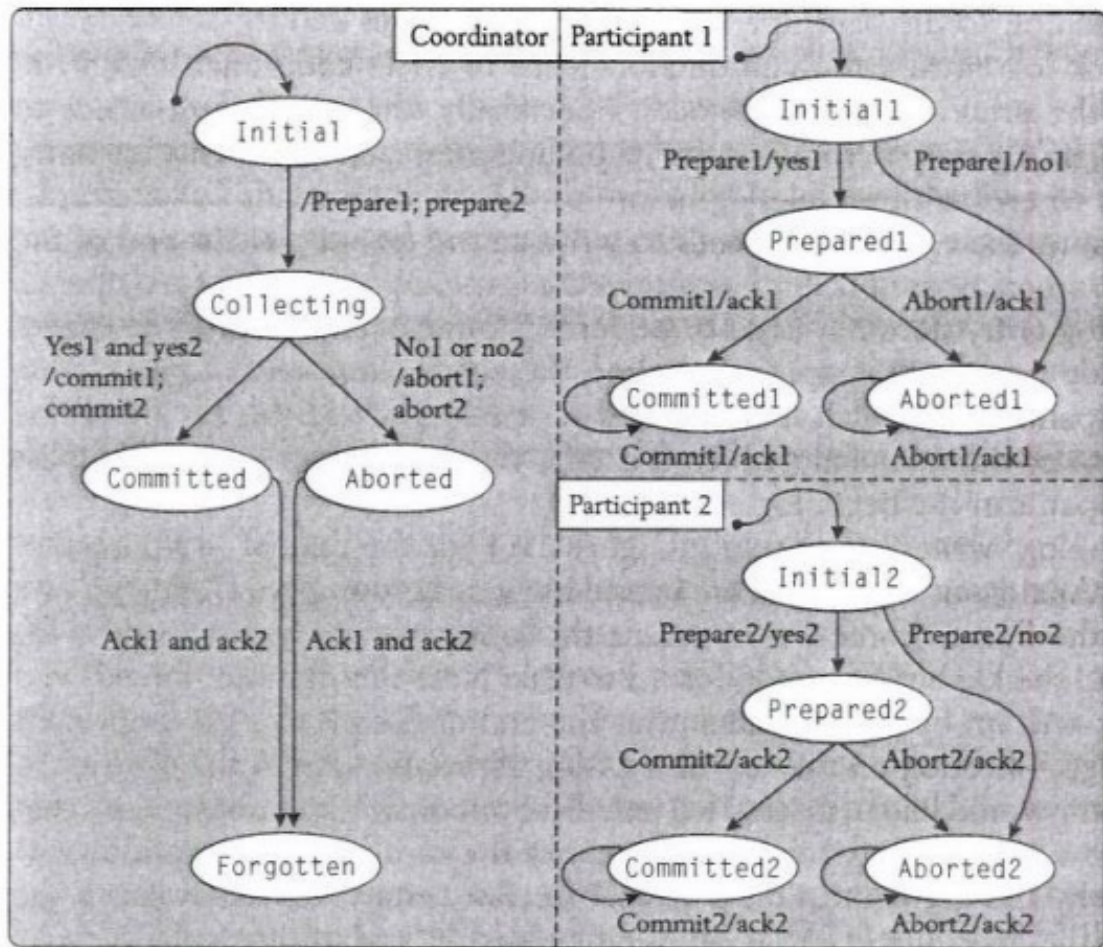 Coordinator
Initial
/Prepare1; prepare2
Collecting
Yes1 and yes2
/commit1;
commit2
No1 or no2
/abort1;
abort2
Committed
Aborted
Ack1 and ack2
Ack1 and ack2
Forgotten
Participant 1
Initial1
Prepare1/yes1
Prepare1/no1
Prepared1
Commit1/ack1
Abort1/ack1
Committed1
Aborted1
Commit1/ack1
Abort1/ack1
Participant 2
Initial2
Prepare2/yes2
Prepare2/no2
Prepared2
Commit2/ack2
Abort2/ack2
Committed2
Aborted2
Commit2/ack2
Abort2/ack2